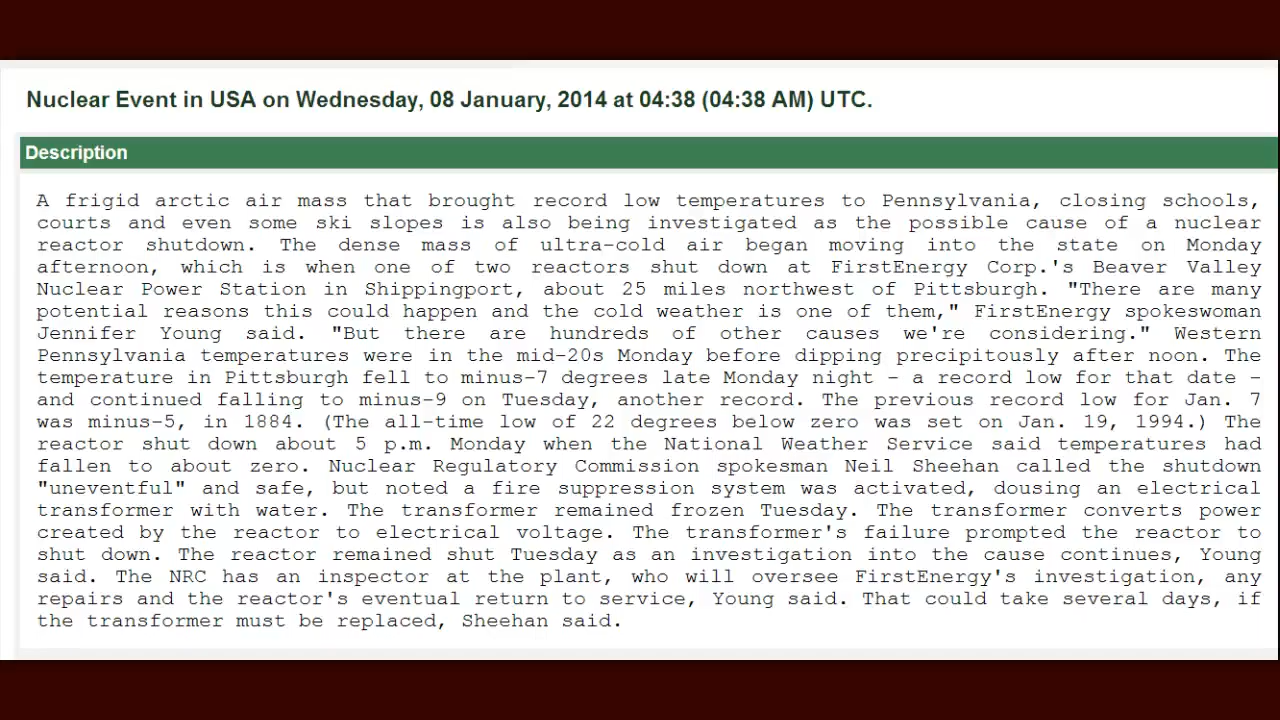 Nuclear Event in USA on Wednesday, 08 January, 2014 at 04:38 (04:38 AM) UTC.
Description
A frigid arctic air mass that brought record low temperatures to Pennsylvania, closing schools,
courts and even some ski slopes is also being investigated as the possible cause of a nuclear
reactor shutdown. The dense mass of ultra-cold air began moving into the state on Monday
afternoon, which is when one of two reactors shut down at FirstEnergy Corp.'s Beaver Valley
Nuclear Power Station in Shippingport, about 25 miles northwest of Pittsburgh. "There are many
potential reasons this could happen and the cold weather is one of them," FirstEnergy spokeswoman
Jennifer Young said. "But there are hundreds of other causes we're considering." Western
Pennsylvania temperatures were in the mid-20s Monday before dipping precipitously after noon. The
temperature in Pittsburgh fell to minus-7 degrees late Monday night - a record low for that date -
and continued falling to minus-9 on Tuesday, another record. The previous record low for Jan. 7
was minus-5, in 1884. (The all-time low of 22 degrees below zero was set on Jan. 19, 1994.) The
reactor shut down about 5 p.m. Monday when the National Weather Service said temperatures had
fallen to about zero. Nuclear Regulatory Commission spokesman Neil Sheehan called the shutdown
"uneventful" and safe, but noted a fire suppression system was activated, dousing an electrical
transformer with water. The transformer remained frozen Tuesday. The transformer converts power
created by the reactor to electrical voltage. The transformer's failure prompted the reactor to
shut down. The reactor remained shut Tuesday as an investigation into the cause continues, Young
said. The NRC has an inspector at the plant, who will oversee FirstEnergy's investigation, any
repairs and the reactor's eventual return to service, Young said. That could take several days, if
the transformer must be replaced, Sheehan said.